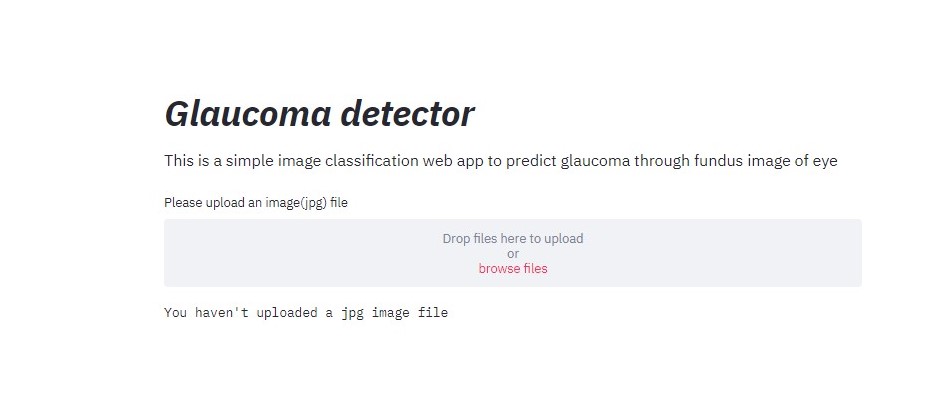 Glaucoma detector
This is a simple image classification web app to predict glaucoma through fundus image of eye
Please upload an image(jpg) file
Drop files here to upload
or
browse files
You haven't uploaded a jpg image file